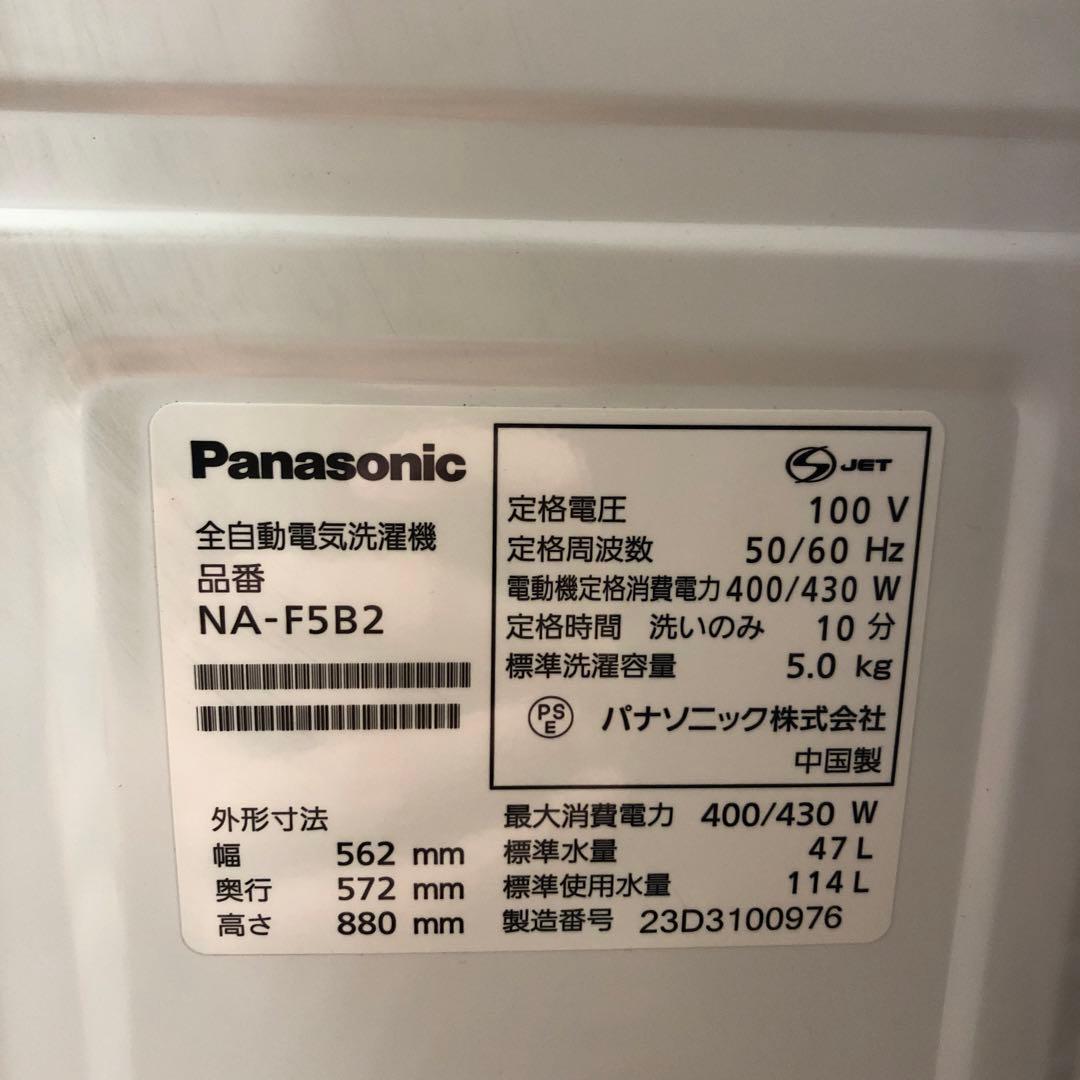 Panasonic
全自動電気洗濯機
品番
NA-F5B2
外形寸法
幅 562 mm
奥行 572 mm
高さ 880 mm
S JET
定格電圧 100 V
定格周波数 50/60 Hz
電動機定格消費電力 400/430 W
定格時間 洗いのみ 10 分
標準洗濯容量 5.0 kg
PS E パナソニック株式会社
中国製
最大消費電力 400/430 W
標準水量 47 L
標準使用水量 114 L
製造番号 23D3100976